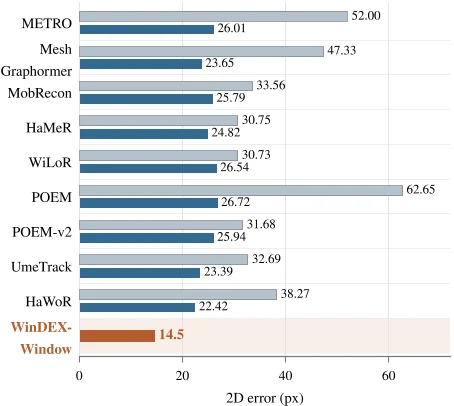 METRO
52.00
26.01
Mesh
Graphormer
47.33
23.65
MobRecon
33.56
25.79
HaMeR
30.75
24.82
WiLoR
30.73
26.54
POEM
62.65
26.72
POEM-v2
31.68
25.94
UmeTrack
32.69
23.39
HaWoR
38.27
22.42
WinDEX-
Window
14.5
0 20 40 60
2D error (px)